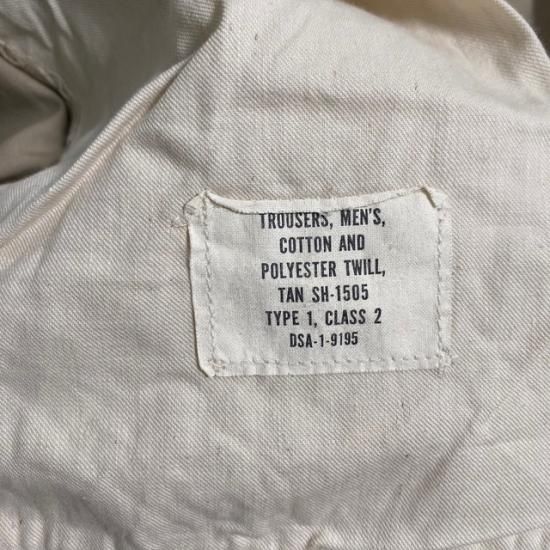 TROUSERS, MEN'S,
COTTON AND
POLYESTER TWILL,
TAN SH-1505
TYPE 1, CLASS 2
DSA-1-9195